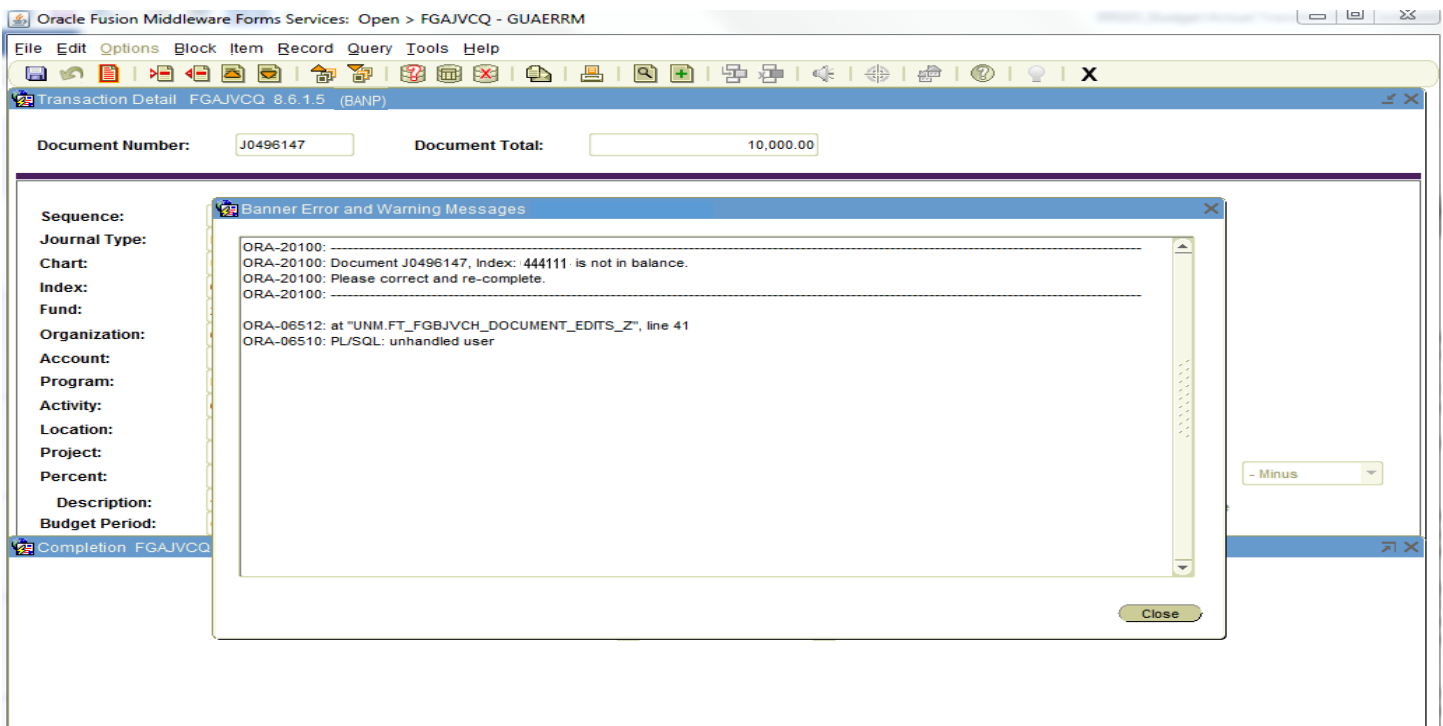 Oracle Fusion Middleware Forms Services: Open > FGAJVCQ - GUAERRM
File Edit Options Block Item Record Query Tools Help
Transaction Detail FGAJVCQ 8.6.1.5 (BANP)
Document Number: J0496147 Document Total: 10,000.00
Sequence:
Banner Error and Warning Messages
Journal Type:
Chart:
Index:
Fund:
Organization:
Account:
Program:
Activity:
Location:
Project:
Percent:
Description:
Budget Period:
ORA-20100: ------------------------------------------------------------
ORA-20100: Document J0496147, Index: 444111 is not in balance.
ORA-20100: Please correct and re-complete.
ORA-20100: ------------------------------------------------------------
ORA-06512: at "UNM.FT_FGBJVCH_DOCUMENT_EDITS_Z", line 41
ORA-06510: PL/SQL: unhandled user
- Minus
Completion FGAJVCQ
Close